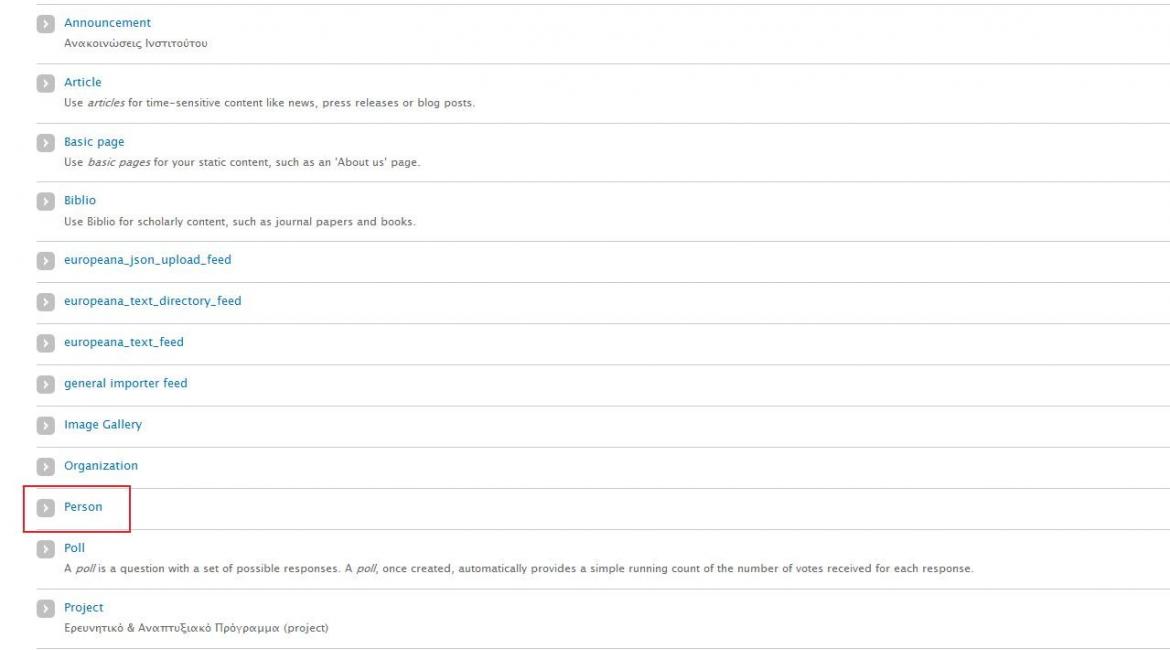 Announcement
Ανακοινώσεις Ινστιτούτου
Article
Use articles for time-sensitive content like news, press releases or blog posts.
Basic page
Use basic pages for your static content, such as an 'About us' page.
Biblio
Use Biblio for scholarly content, such as journal papers and books.
europeana_json_upload_feed
europeana_text_directory_feed
europeana_text_feed
general importer feed
Image Gallery
Organization
Person
Poll
A poll is a question with a set of possible responses. A poll, once created, automatically provides a simple running count of the number of votes received for each response.
Project
Ερευνητικό & Αναπτυξιακό Πρόγραμμα (project)